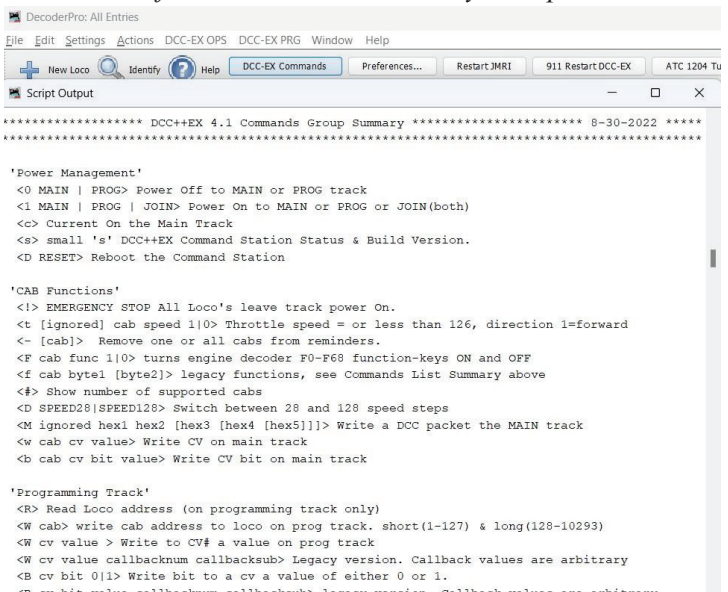 DecoderPro: All Entries
File Edit Settings Actions DCC-EX OPS DCC-EX PRG Window Help
New Loco Identify Help DCC-EX Commands Preferences... Restart JMRI 911 Restart DCC-EX ATC 1204 Tu
Script Output
******************* DCC++EX 4.1 Commands Group Summary *********************** 8-30-2022 *****
***********************************************************************************************
'Power Management'
<0 MAIN | PROG> Power Off to MAIN or PROG track
<1 MAIN | PROG | JOIN> Power On to MAIN or PROG or JOIN(both)
<c> Current On the Main Track
<s> small 's' DCC++EX Command Station Status & Build Version.
<D RESET> Reboot the Command Station
'CAB Functions'
<!> EMERGENCY STOP All Loco's leave track power On.
<t [ignored] cab speed 1|0> Throttle speed = or less than 126, direction 1=forward
<- [cab]> Remove one or all cabs from reminders.
<F cab func 1|0> turns engine decoder F0-F68 function-keys ON and OFF
<f cab byte1 [byte2]> legacy functions, see Commands List Summary above
<#> Show number of supported cabs
<D SPEED28|SPEED128> Switch between 28 and 128 speed steps
<M ignored hex1 hex2 [hex3 [hex4 [hex5]]]> Write a DCC packet the MAIN track
<w cab cv value> Write CV on main track
<b cab cv bit value> Write CV bit on main track
'Programming Track'
<R> Read Loco address (on programming track only)
<W cab> write cab address to loco on prog track. short(1-127) & long(128-10293)
<W cv value > Write to CV# a value on prog track
<W cv value callbacknum callbacksub> Legacy version. Callback values are arbitrary
<B cv bit 0|1> Write bit to a cv a value of either 0 or 1.